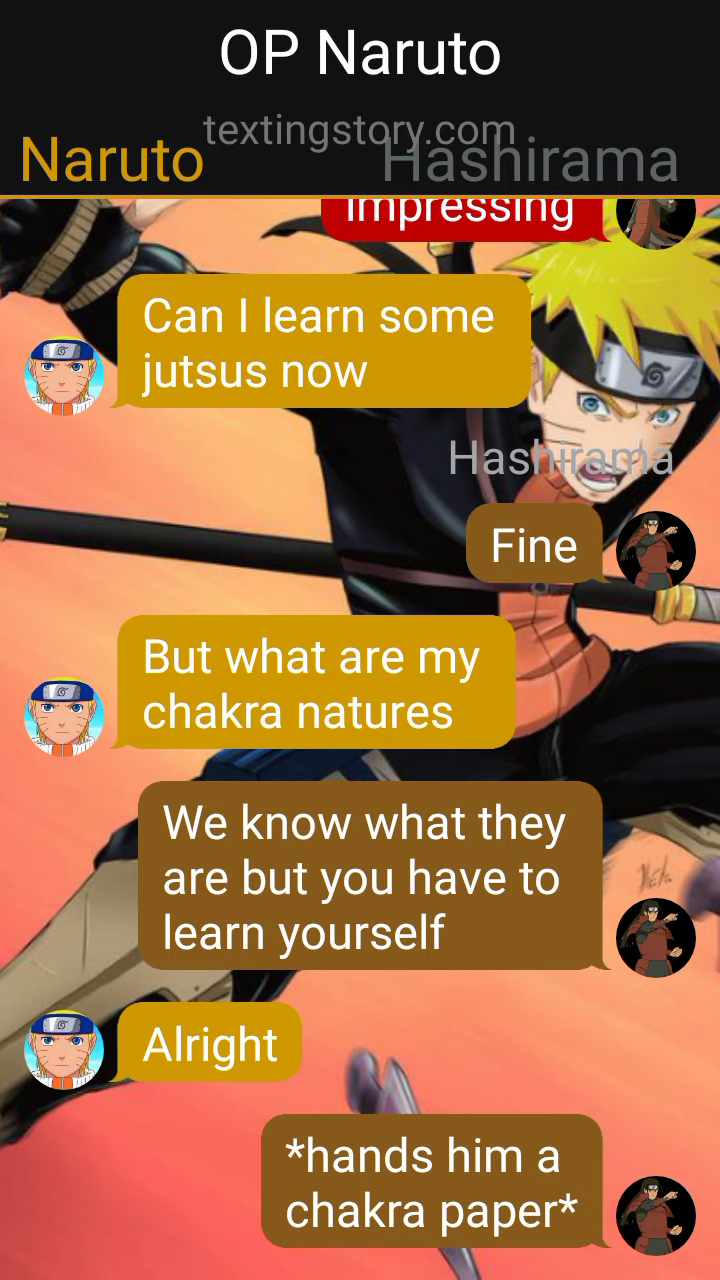 OP Naruto
textingstory.com
Naruto
Hashirama
impressing
Can I learn some
jutsus now
Hashirama
Fine
But what are my
chakra natures
We know what they
are but you have to
learn yourself
Alright
*hands him a
chakra paper*